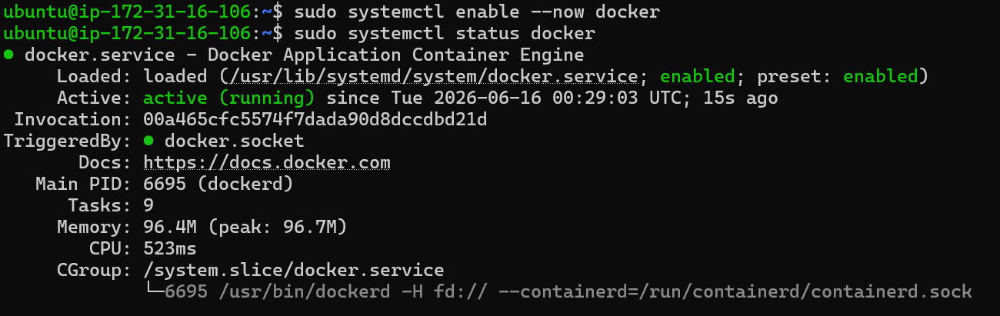 ubuntu@ip-172-31-16-106:~$ sudo systemctl enable --now docker
ubuntu@ip-172-31-16-106:~$ sudo systemctl status docker
● docker.service - Docker Application Container Engine
     Loaded: loaded (/usr/lib/systemd/system/docker.service; enabled; preset: enabled)
     Active: active (running) since Tue 2026-06-16 00:29:03 UTC; 15s ago
 Invocation: 00a465cfc5574f7dada90d8dccdbd21d
TriggeredBy: ● docker.socket
       Docs: https://docs.docker.com
   Main PID: 6695 (dockerd)
      Tasks: 9
     Memory: 96.4M (peak: 96.7M)
        CPU: 523ms
     CGroup: /system.slice/docker.service
             └─6695 /usr/bin/dockerd -H fd:// --containerd=/run/containerd/containerd.sock